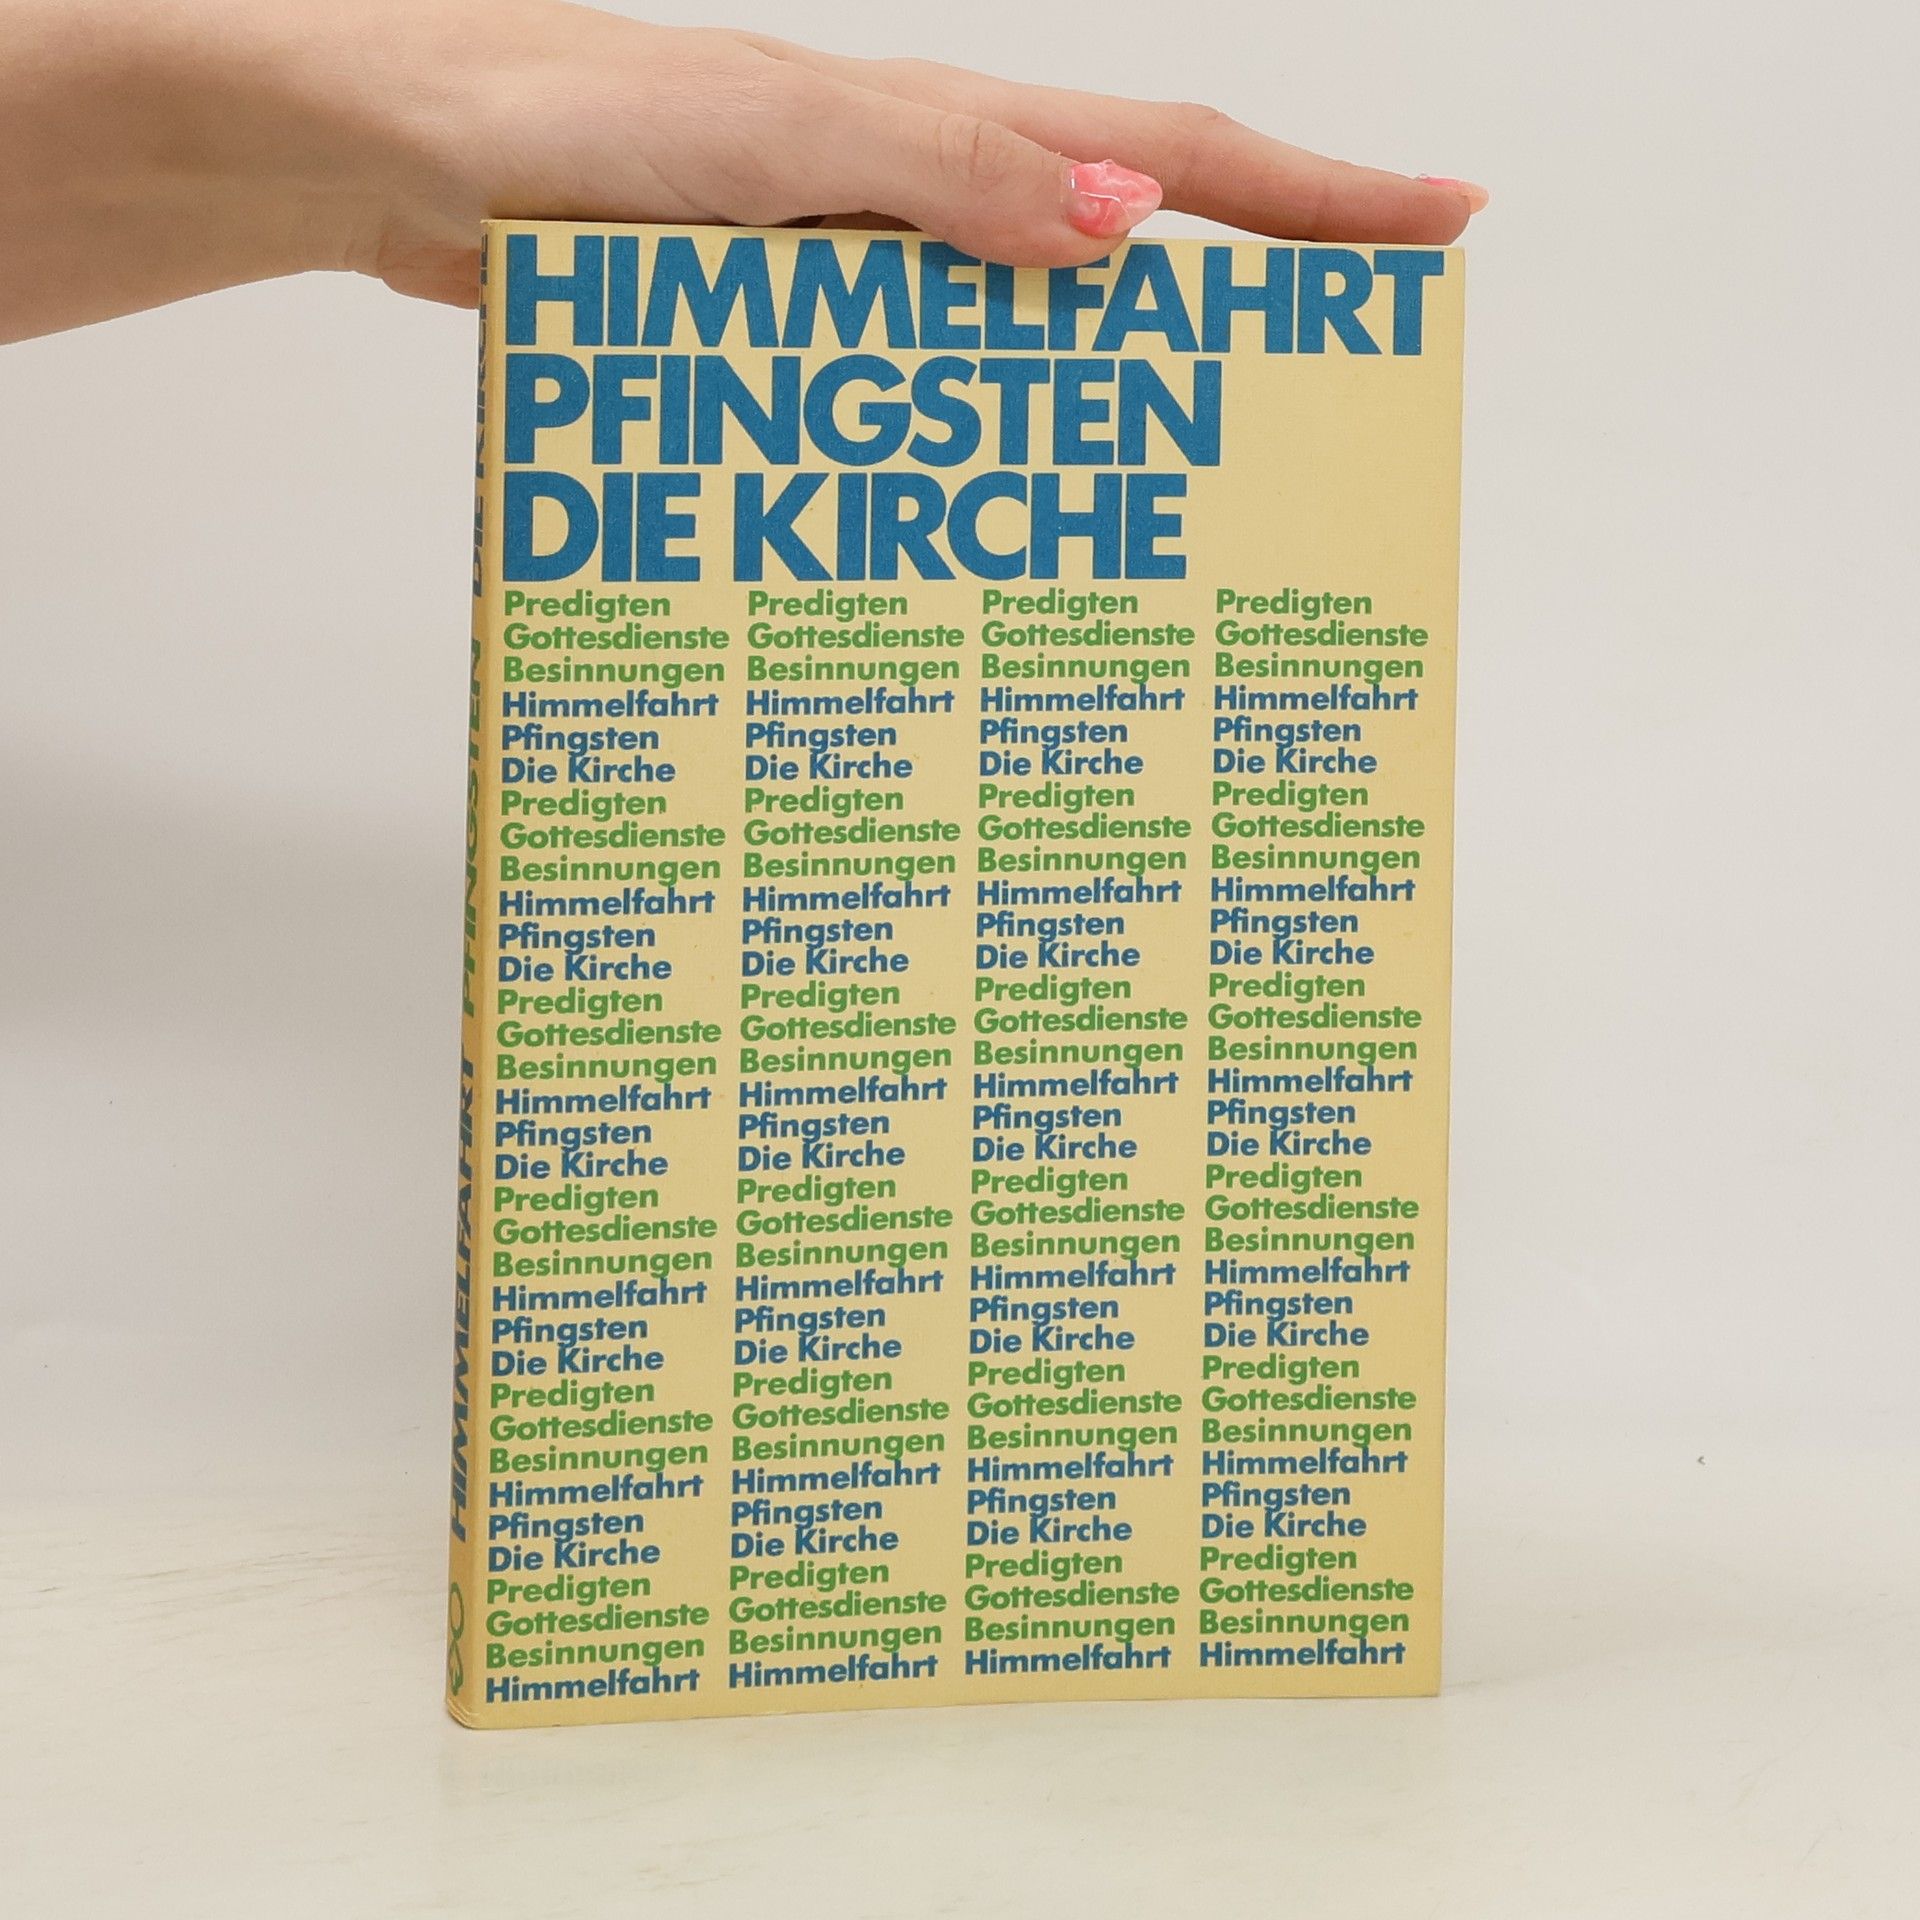 HIMMELFAHRT PFINGSTEN DIE KIRCHE
HIMMELFAHRT
PFINGSTEN
DIE KIRCHE
Predigten Predigten Predigten Predigten
Gottesdienste Gottesdienste Gottesdienste Gottesdienste
Besinnungen Besinnungen Besinnungen Besinnungen
Himmelfahrt Himmelfahrt Himmelfahrt Himmelfahrt
Pfingsten Pfingsten Pfingsten Pfingsten
Die Kirche Die Kirche Die Kirche Die Kirche
Predigten Predigten Predigten Predigten
Gottesdienste Gottesdienste Gottesdienste Gottesdienste
Besinnungen Besinnungen Besinnungen Besinnungen
Himmelfahrt Himmelfahrt Himmelfahrt Himmelfahrt
Pfingsten Pfingsten Pfingsten Pfingsten
Die Kirche Die Kirche Die Kirche Die Kirche
Predigten Predigten Predigten Predigten
Gottesdienste Gottesdienste Gottesdienste Gottesdienste
Besinnungen Besinnungen Besinnungen Besinnungen
Himmelfahrt Himmelfahrt Himmelfahrt Himmelfahrt
Pfingsten Pfingsten Pfingsten Pfingsten
Die Kirche Die Kirche Die Kirche Die Kirche
Predigten Predigten Predigten Predigten
Gottesdienste Gottesdienste Gottesdienste Gottesdienste
Besinnungen Besinnungen Besinnungen Besinnungen
Himmelfahrt Himmelfahrt Himmelfahrt Himmelfahrt
Pfingsten Pfingsten Pfingsten Pfingsten
Die Kirche Die Kirche Die Kirche Die Kirche
Predigten Predigten Predigten Predigten
Gottesdienste Gottesdienste Gottesdienste Gottesdienste
Besinnungen Besinnungen Besinnungen Besinnungen
Himmelfahrt Himmelfahrt Himmelfahrt Himmelfahrt
Pfingsten Pfingsten Pfingsten Pfingsten
Die Kirche Die Kirche Die Kirche Die Kirche
Predigten Predigten Predigten Predigten
Gottesdienste Gottesdienste Gottesdienste Gottesdienste
Besinnungen Besinnungen Besinnungen Besinnungen
Himmelfahrt Himmelfahrt Himmelfahrt Himmelfahrt